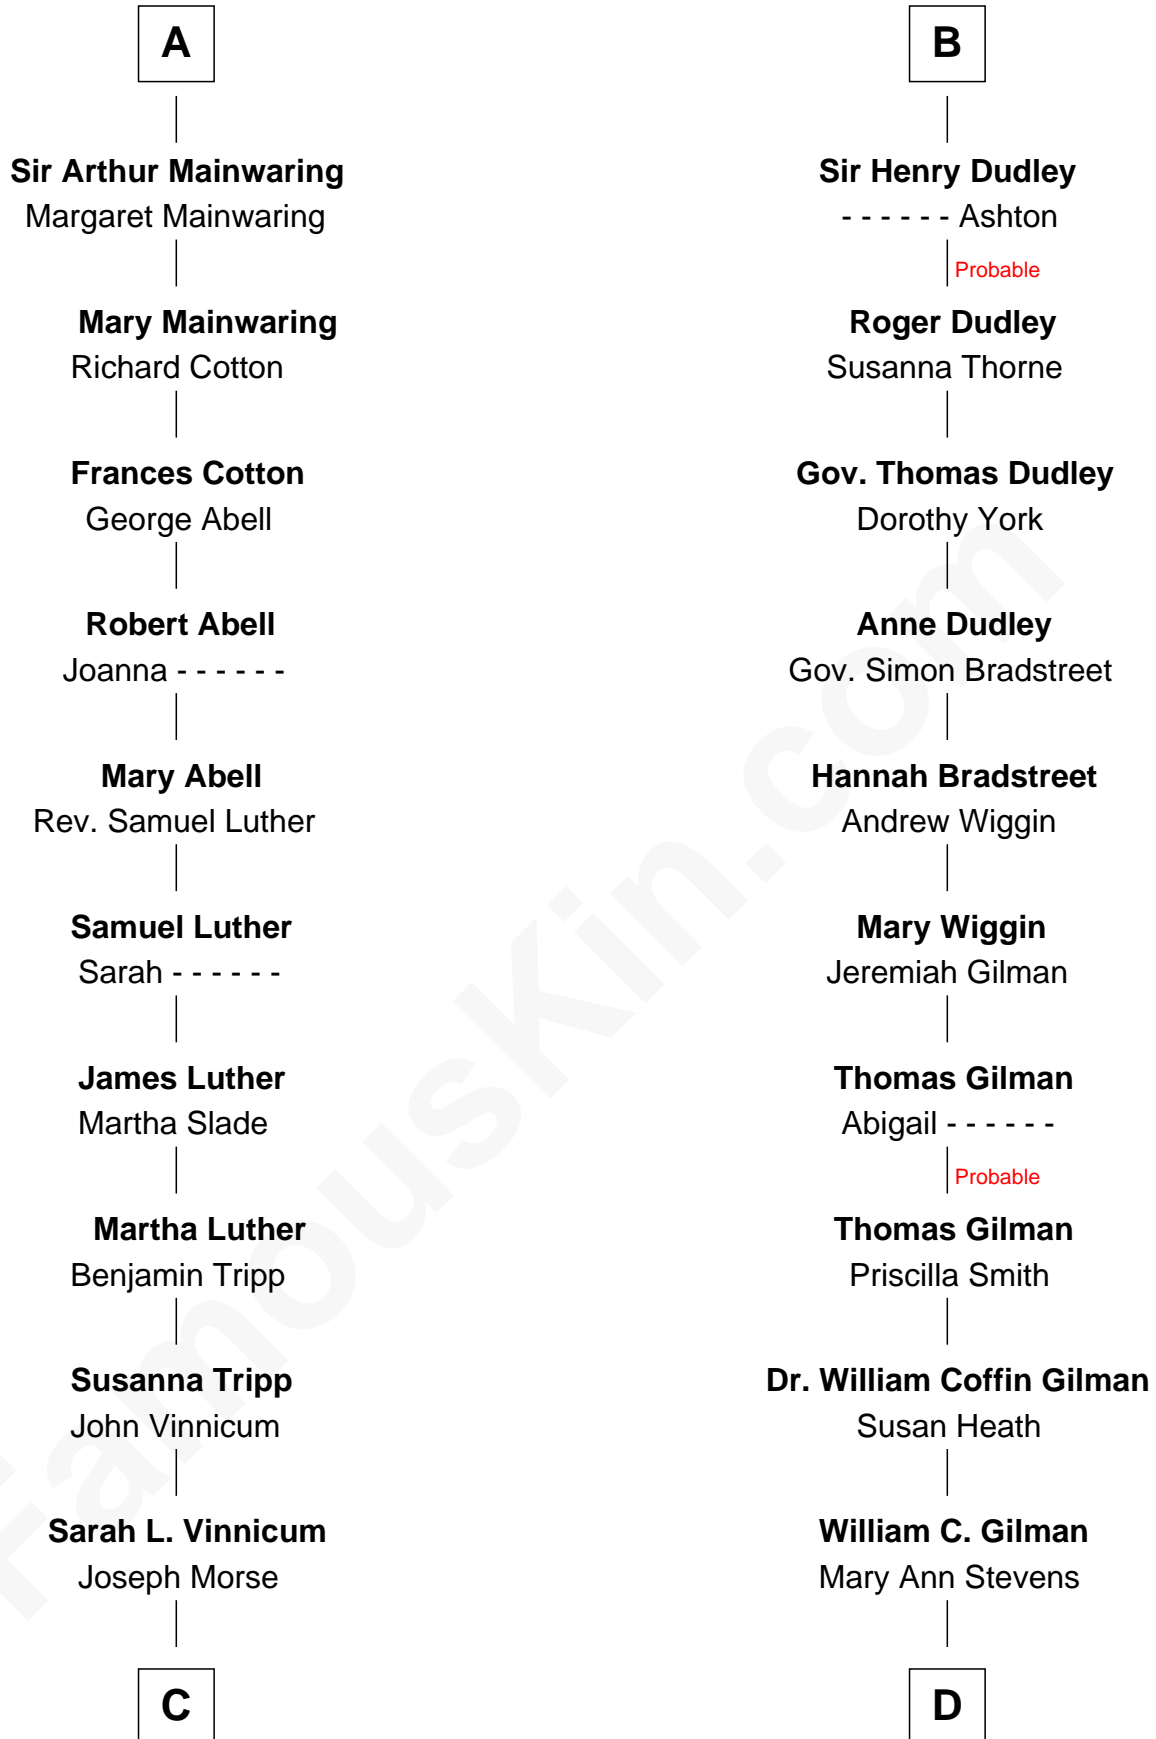 A
Sir Arthur Mainwaring
Margaret Mainwaring
Mary Mainwaring
Richard Cotton
Frances Cotton
George Abell
Robert Abell
Joanna - - - - - -
Mary Abell
Rev. Samuel Luther
Samuel Luther
Sarah - - - - - -
James Luther
Martha Slade
Martha Luther
Benjamin Tripp
Susanna Tripp
John Vinnicum
Sarah L. Vinnicum
Joseph Morse
C
B
Sir Henry Dudley
- - - - - - Ashton
Probable
Roger Dudley
Susanna Thorne
Gov. Thomas Dudley
Dorothy York
Anne Dudley
Gov. Simon Bradstreet
Hannah Bradstreet
Andrew Wiggin
Mary Wiggin
Jeremiah Gilman
Thomas Gilman
Abigail - - - - - -
Probable
Thomas Gilman
Priscilla Smith
Dr. William Coffin Gilman
Susan Heath
William C. Gilman
Mary Ann Stevens
D
FamousKin.com